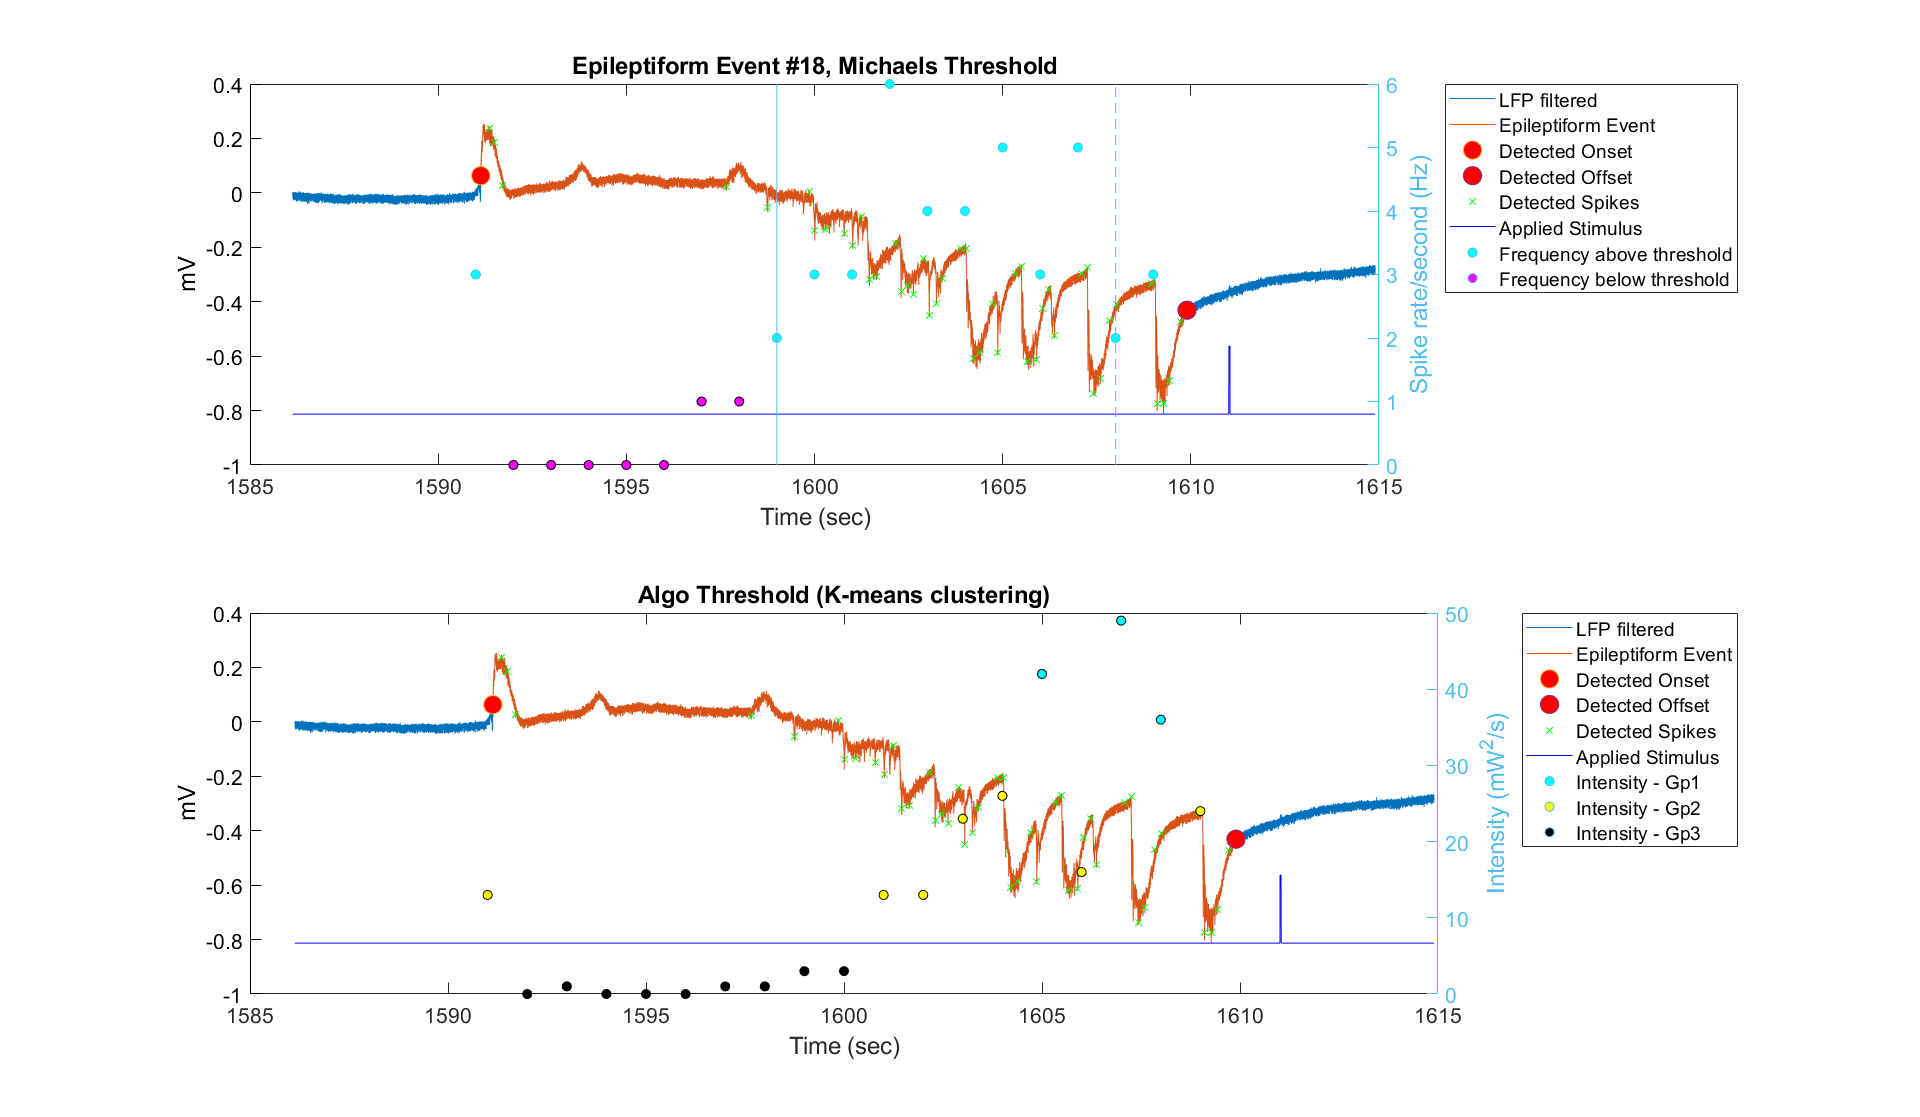 Epileptiform Event #18, Michaels Threshold
0.4
0.2
0
-0.2
-0.4
-0.6
-0.8
-1
mV
6
5
4
3
2
1
0
Spike rate/second (Hz)
1585
1590
1595
1600
1605
1610
1615
Time (sec)
LFP filtered
Epileptiform Event
Detected Onset
Detected Offset
Detected Spikes
Applied Stimulus
Frequency above threshold
Frequency below threshold
Algo Threshold (K-means clustering)
0.4
0.2
0
-0.2
-0.4
-0.6
-0.8
-1
mV
50
40
30
20
10
0
Intensity (mW²/s)
1585
1590
1595
1600
1605
1610
1615
Time (sec)
LFP filtered
Epileptiform Event
Detected Onset
Detected Offset
Detected Spikes
Applied Stimulus
Intensity - Gp1
Intensity - Gp2
Intensity - Gp3